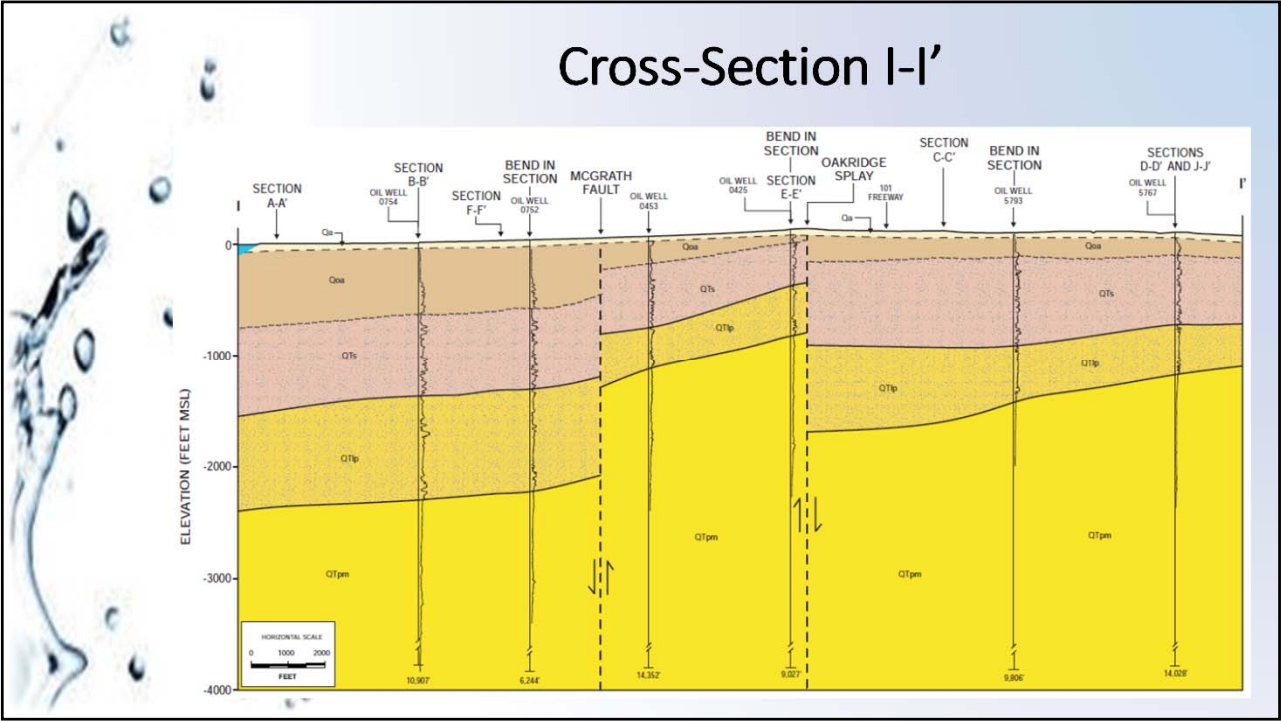 Cross-Section I-I’
SECTION
A-A'
I
OIL WELL
0754
SECTION
B-B'
SECTION
F-F'
BEND IN
SECTION
OIL WELL
0752
MCGRATH
FAULT
OIL WELL
0453
OIL WELL
0425
BEND IN
SECTION
SECTION
E-E'
OAKRIDGE
SPLAY
101
FREEWAY
SECTION
C-C'
BEND IN
SECTION
OIL WELL
5793
SECTIONS
D-D' AND J-J'
OIL WELL
5767
I'
Qa
Qa
0
-1000
-2000
-3000
-4000
ELEVATION (FEET MSL)
Qoa
Qoa
Qoa
QTs
QTs
QTs
QTlp
QTlp
QTlp
QTlp
QTpm
QTpm
QTpm
QTpm
HORIZONTAL SCALE
0 1000 2000
FEET
10,907'
6,244'
14,352'
9,027'
9,806'
14,028'